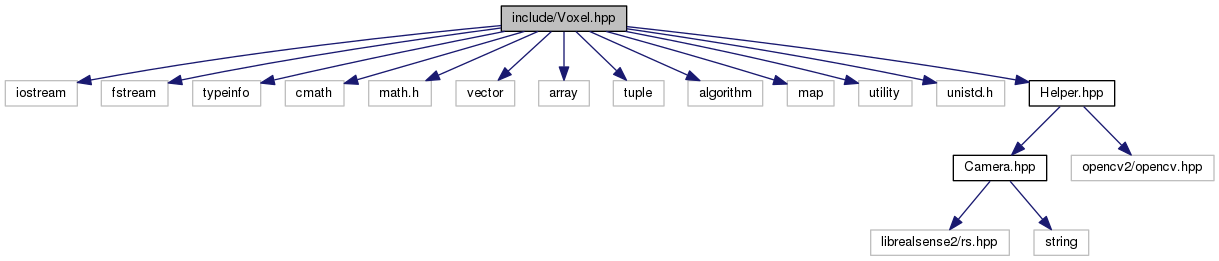 include/Voxel.hpp
iostream
fstream
typeinfo
cmath
math.h
vector
array
tuple
algorithm
map
utility
unistd.h
Helper.hpp
Camera.hpp
opencv2/opencv.hpp
librealsense2/rs.hpp
string